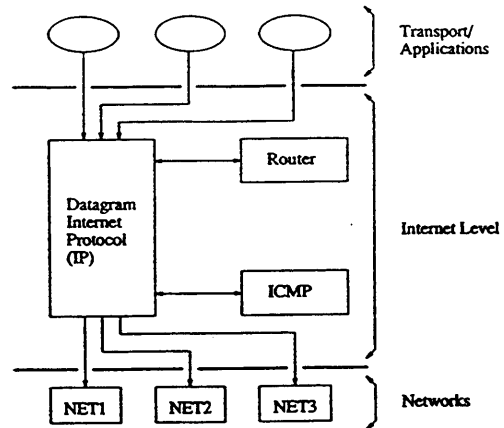 Transport/
Applications
Router
Datagram
Internet
Protocol
(IP)
Internet Level
ICMP
NET1
NET2
NET3
Networks